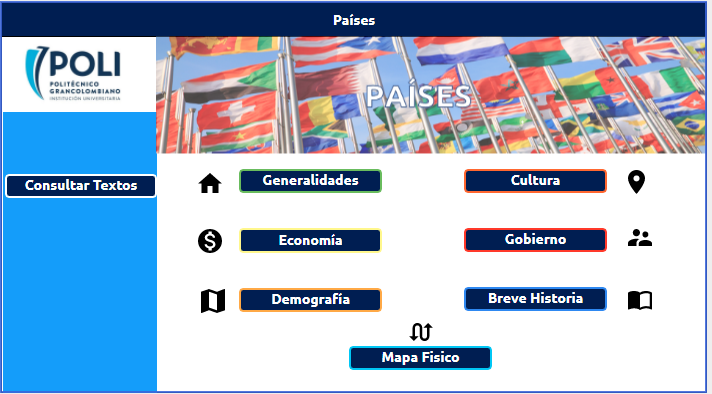 Países
POLI
POLITÉCNICO
GRANCOLOMBIANO
INSTITUCIÓN UNIVERSITARIA
PAÍSES
Consultar Textos
Generalidades
Cultura
Economía
Gobierno
Demografía
Breve Historia
Mapa Fisico